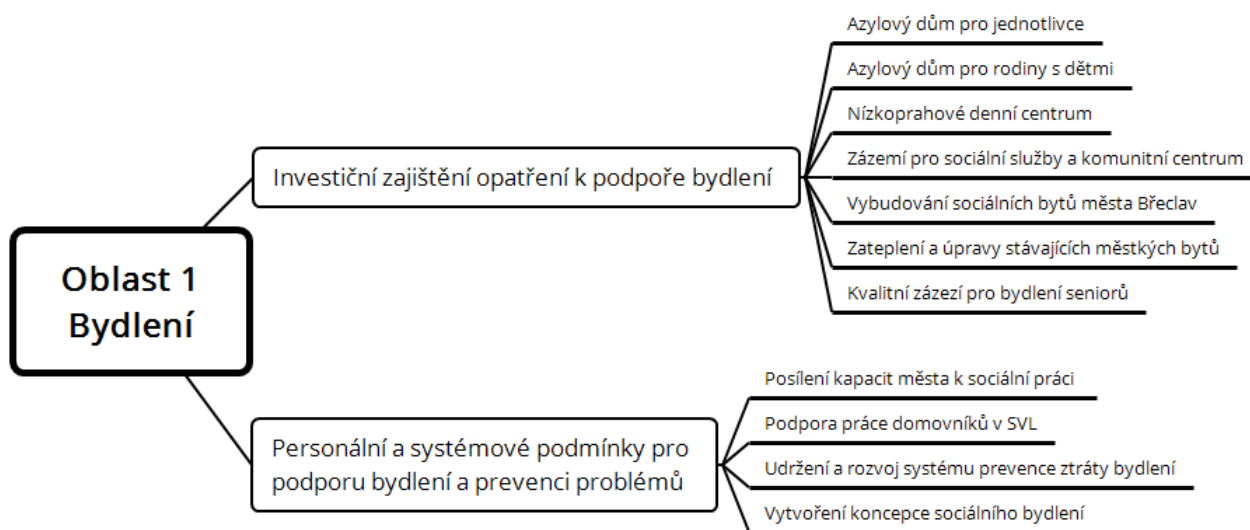 Oblast 1
Bydlení
Investiční zajištění opatření k podpoře bydlení
Azylový dům pro jednotlivce
Azylový dům pro rodiny s dětmi
Nízkoprahové denní centrum
Zázemí pro sociální služby a komunitní centrum
Vybudování sociálních bytů města Břeclav
Zateplení a úpravy stávajících městkých bytů
Kvalitní zázezí pro bydlení seniorů
Personální a systémové podmínky pro
podporu bydlení a prevenci problémů
Posílení kapacit města k sociální práci
Podpora práce domovníků v SVL
Udržení a rozvoj systému prevence ztráty bydlení
Vytvoření koncepce sociálního bydlení